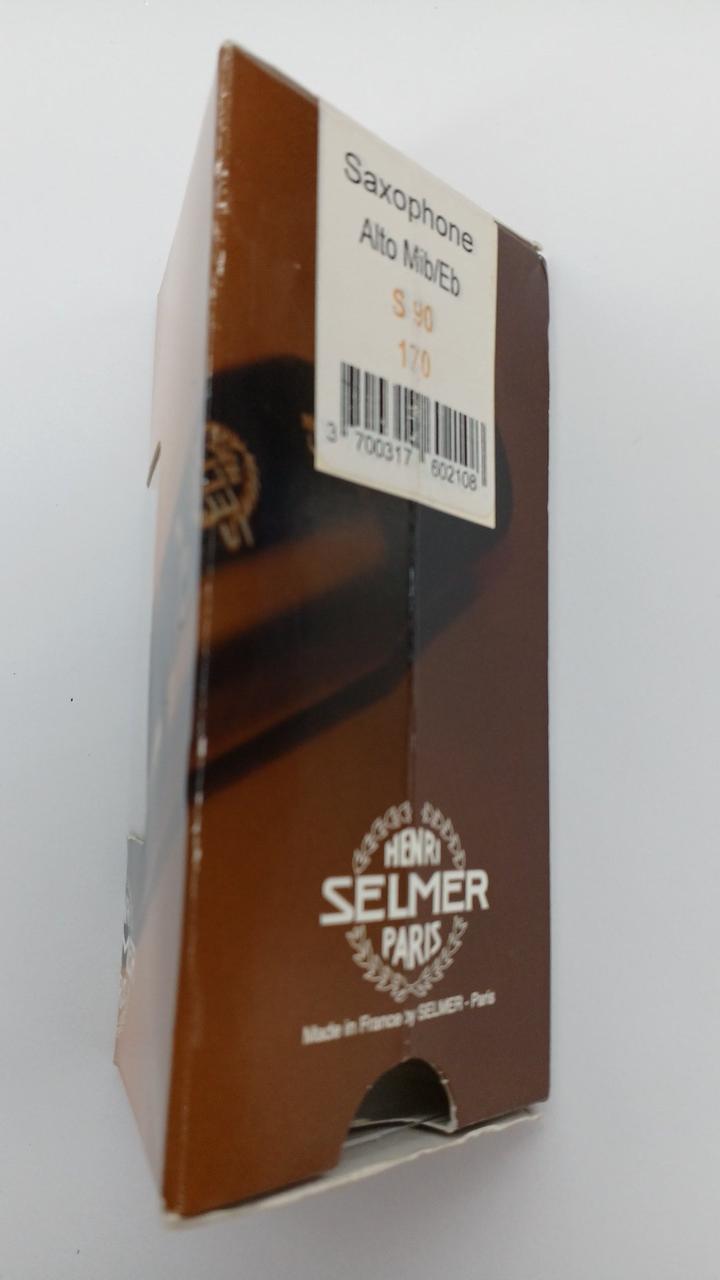 Saxophone
Alto Mib/Eb
S 90
170
3 700317 602108
HENRI
SELMER
PARIS
Made in France by SELMER - Paris